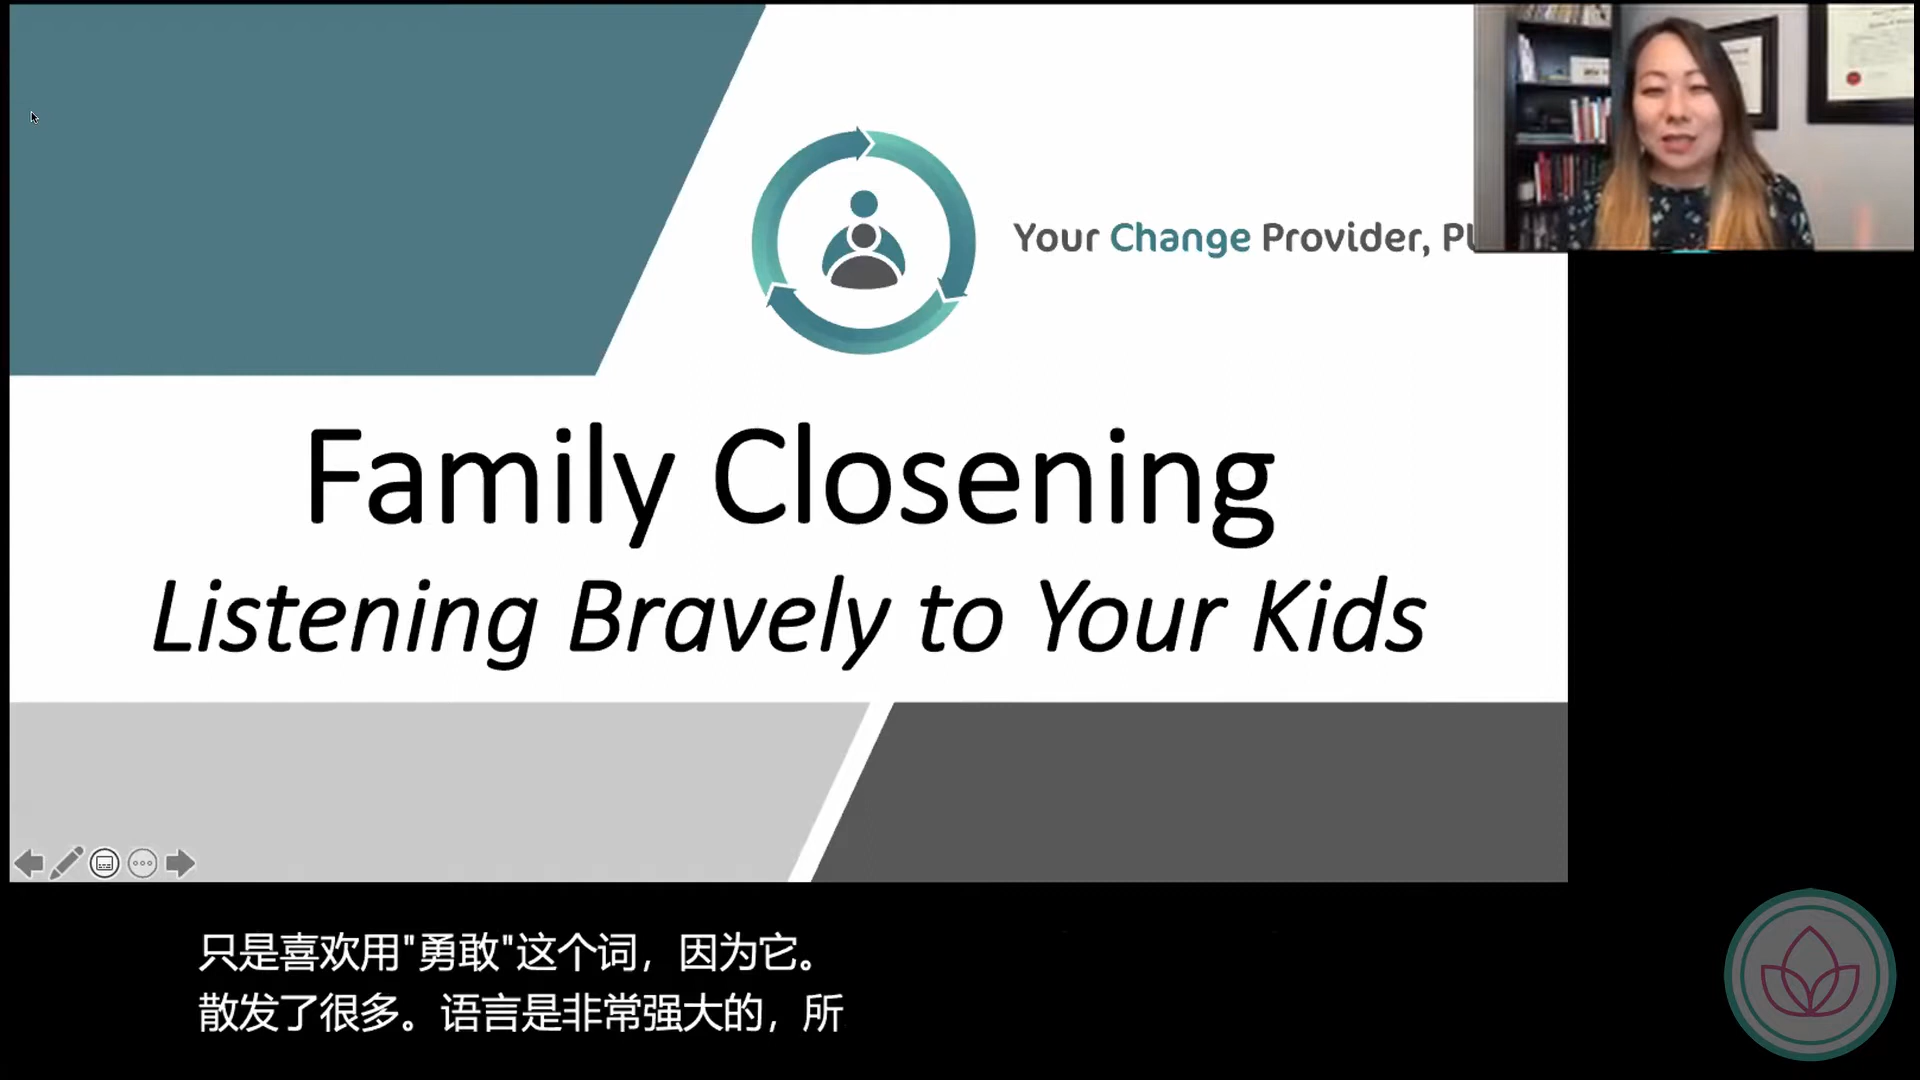 Your Change Provider,
Family Closening
Listening Bravely to Your Kids
只是喜欢用"勇敢"这个词，因为它。
散发了很多。语言是非常强大的，所